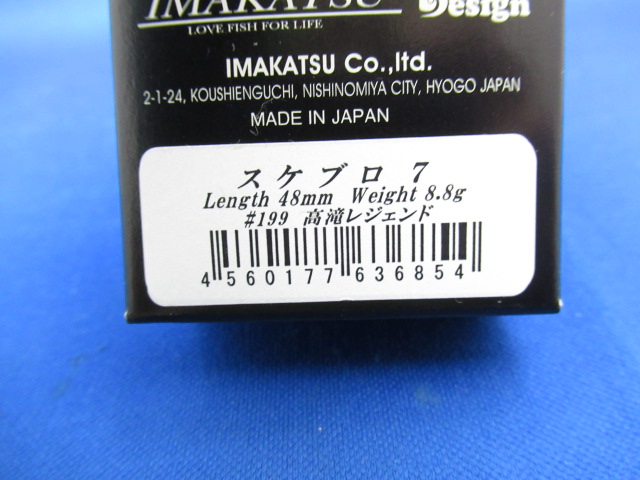 IMAKATSU Design
LOVE FISH FOR LIFE
IMAKATSU Co.,ltd.
2-1-24, KOUSHIENGUCHI, NISHINOMIYA CITY, HYOGO JAPAN
MADE IN JAPAN
スケブロ 7
Length 48mm Weight 8.8g
#199 高滝レジェンド
4 560177 636854